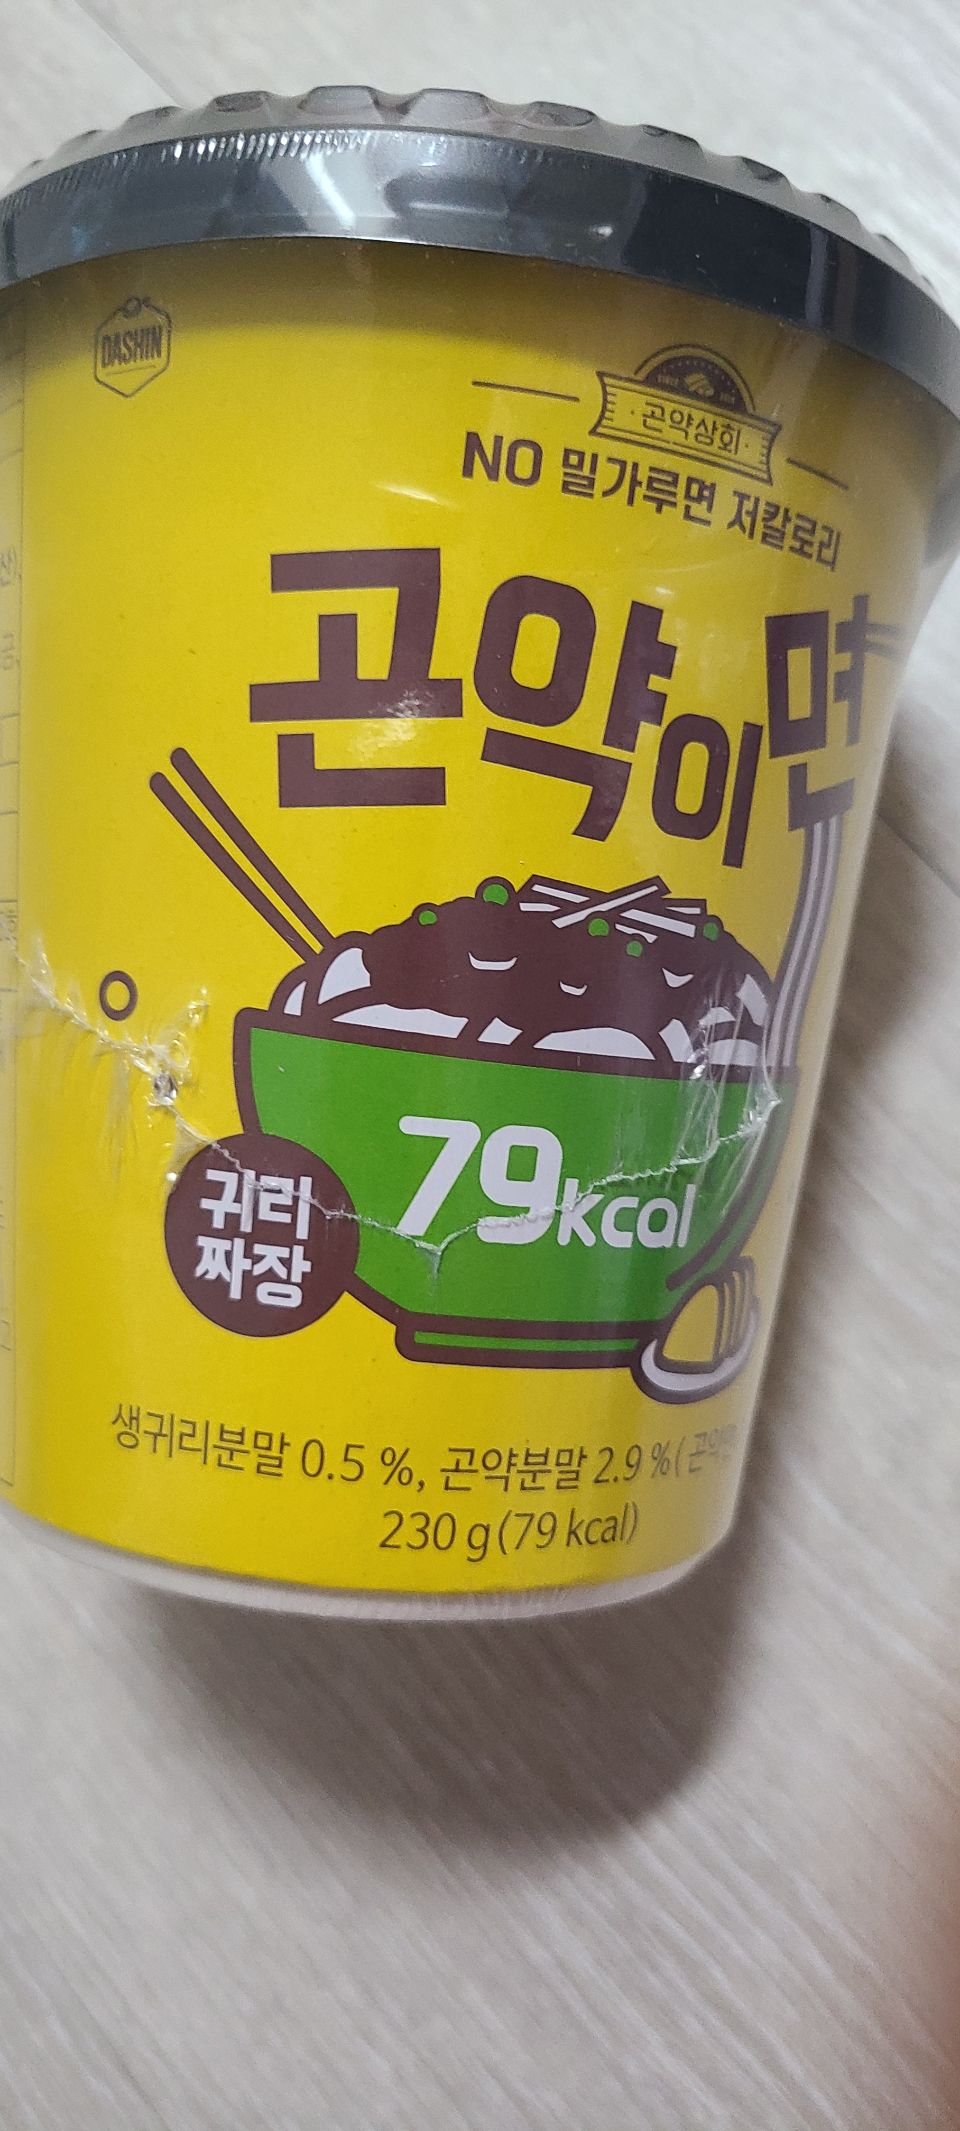 DASHIN
·곤약상회·
NO 밀가루면 저칼로리
곤약이면
79kcal
귀리
짜장
생귀리분말 0.5 %, 곤약분말 2.9 % (
230 g (79 kcal)